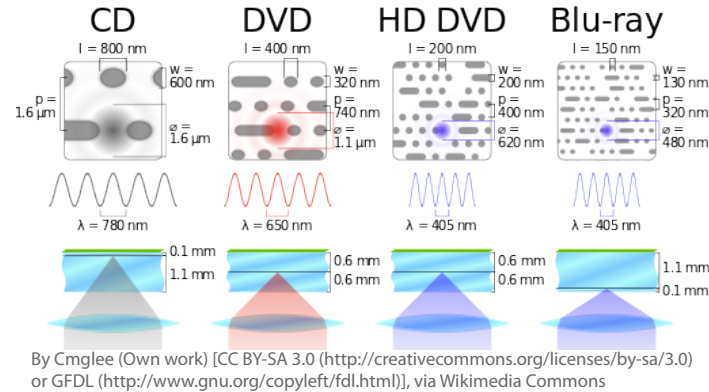 CD
DVD
HD DVD
Blu-ray
l = 800 nm
l = 400 nm
l = 200 nm
l = 150 nm
p =
1.6 µm
w =
600 nm
⌀ =
1.6 µm
w =
320 nm
p =
740 nm
⌀ =
1.1 µm
w =
200 nm
p =
400 nm
⌀ =
620 nm
w =
130 nm
p =
320 nm
⌀ =
480 nm
λ = 780 nm
λ = 650 nm
λ = 405 nm
λ = 405 nm
0.1 mm
1.1 mm
0.6 mm
0.6 mm
0.6 mm
0.6 mm
1.1 mm
0.1 mm
By Cmglee (Own work) [CC BY-SA 3.0 (http://creativecommons.org/licenses/by-sa/3.0)
or GFDL (http://www.gnu.org/copyleft/fdl.html)], via Wikimedia Commons